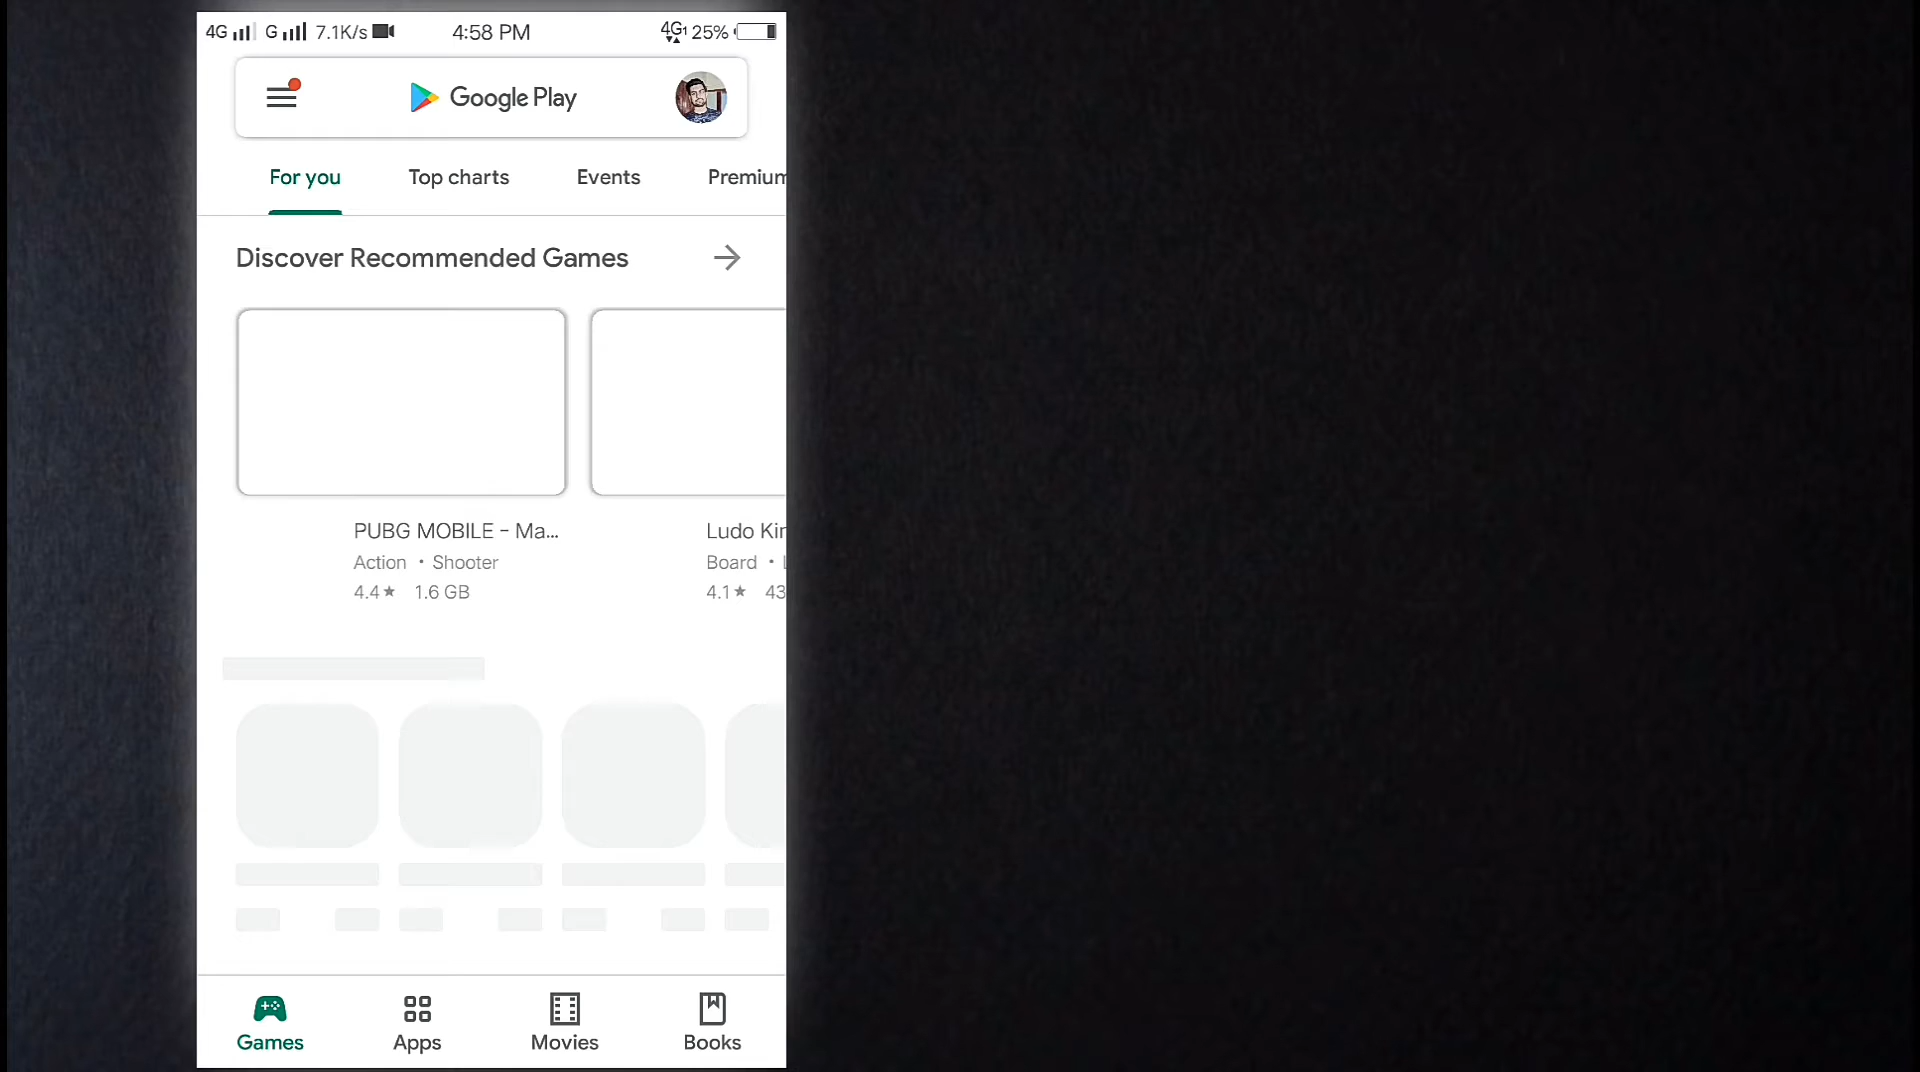 4G G 7.1K/s 4:58 PM 4G1 25%
Google Play
For you Top charts Events Premium
Discover Recommended Games
PUBG MOBILE - Ma... Ludo Kin
Action • Shooter Board •
4.4★ 1.6 GB 4.1★ 43
Games Apps Movies Books